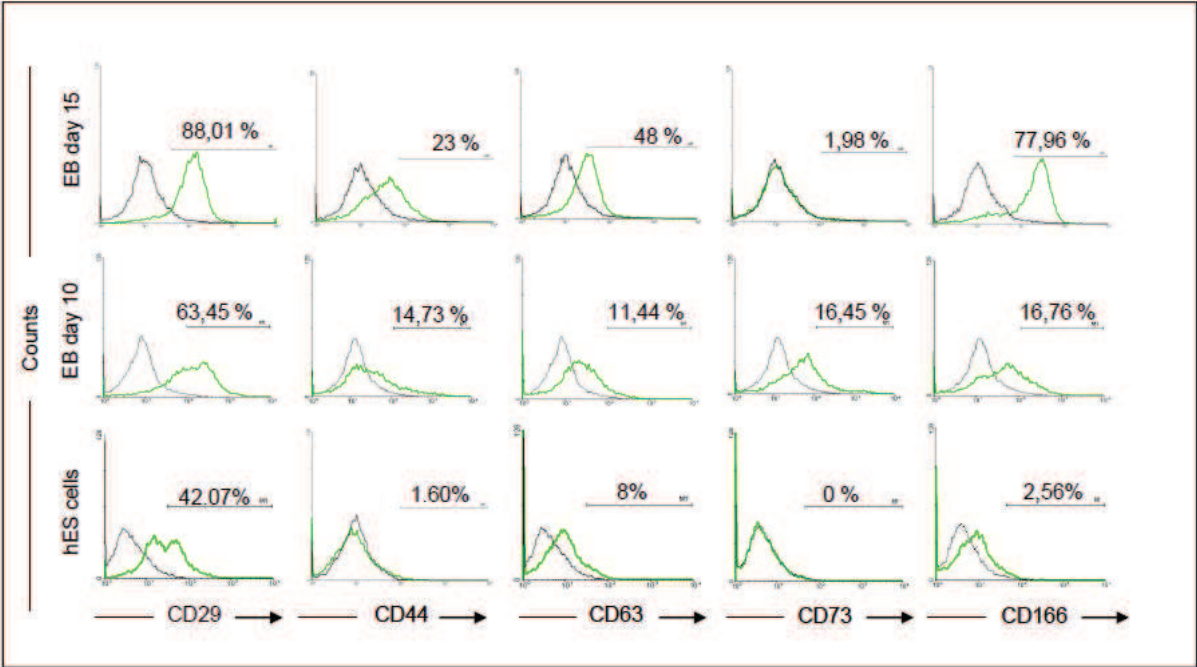 Counts
EB day 15
88,01 %
23 %
48 %
1,98 %
77,96 %
EB day 10
63,45 %
14,73 %
11,44 %
16,45 %
16,76 %
hES cells
42.07%
1.60%
8%
0 %
2,56%
CD29
CD44
CD63
CD73
CD166